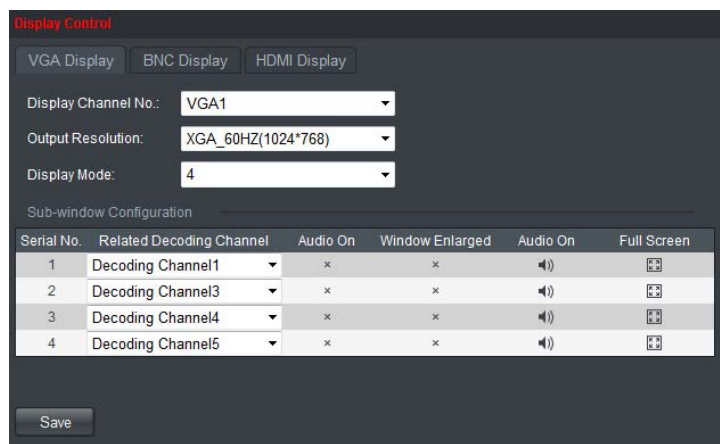 Display Control
VGA Display BNC Display HDMI Display
Display Channel No.: VGA1
Output Resolution: XGA_60HZ(1024*768)
Display Mode: 4
Sub-window Configuration
Serial No. Related Decoding Channel Audio On Window Enlarged Audio On Full Screen
1 Decoding Channel1 × ×
2 Decoding Channel3 × ×
3 Decoding Channel4 × ×
4 Decoding Channel5 × ×
Save